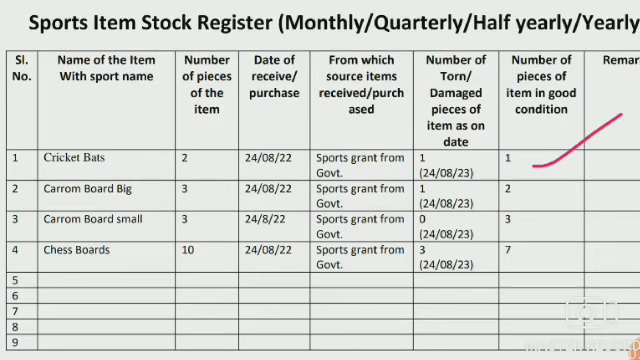 Sports Item Stock Register (Monthly/Quarterly/Half yearly/Yearly
Sl. No. Name of the Item With sport name Number of pieces of the item Date of receive/ purchase From which source items received/purch ased Number of Torn/ Damaged pieces of item as on date Number of pieces of item in good condition Remar
1 Cricket Bats 2 24/08/22 Sports grant from Govt. 1 (24/08/23) 1
2 Carrom Board Big 3 24/08/22 Sports grant from Govt. 1 (24/08/23) 2
3 Carrom Board small 3 24/8/22 Sports grant from Govt. 0 (24/08/23) 3
4 Chess Boards 10 24/08/22 Sports grant from Govt. 3 (24/08/23) 7
5
6
7
8
9